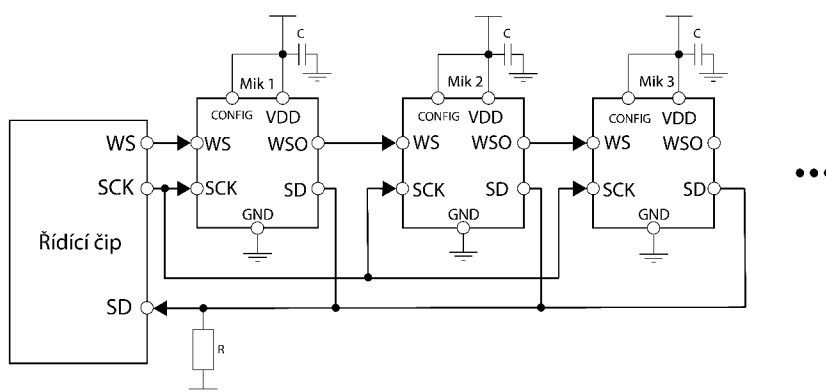 C
C
C
Mik 1
Mik 2
Mik 3
CONFIG VDD
CONFIG VDD
CONFIG VDD
WS
WS WSO
WS WSO
WS WSO
SCK
SCK SD
SCK SD
SCK SD
GND
GND
GND
Řídící čip
SD
R